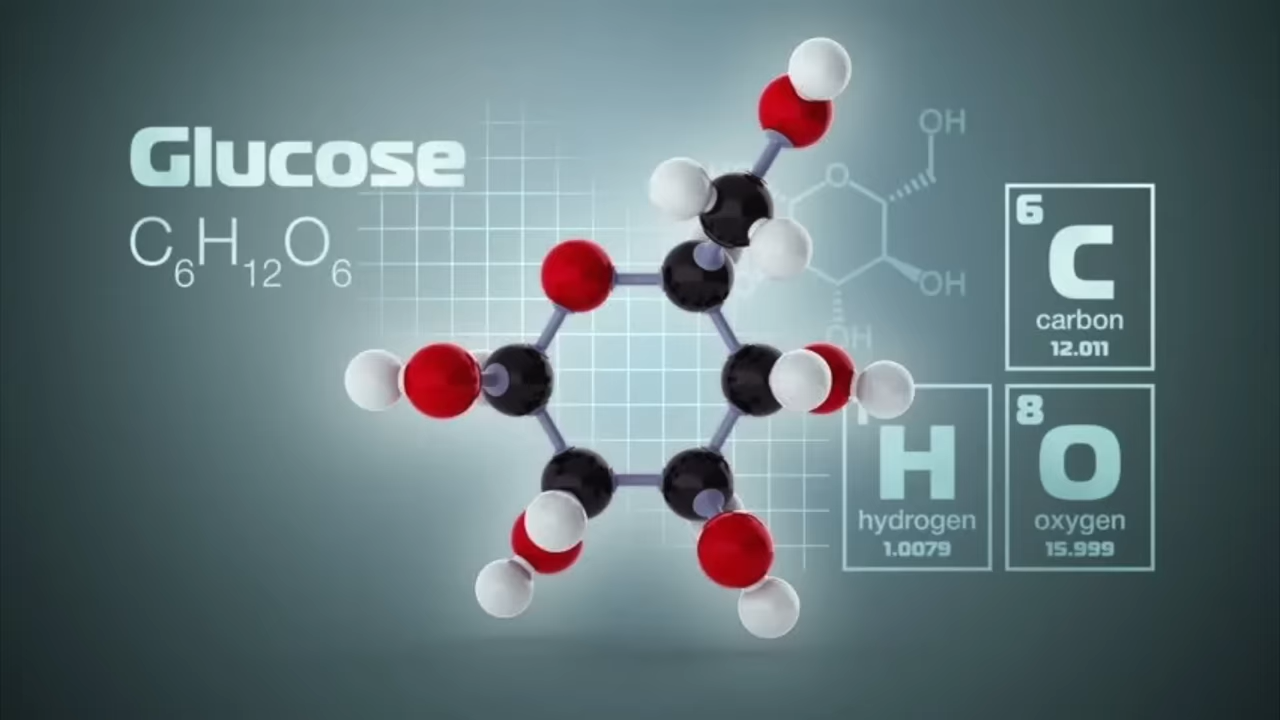 Glucose
C₆H₁₂O₆
OH
O
OH
OH
6
C
carbon
12.011
H
hydrogen
1.0079
8
O
oxygen
15.999